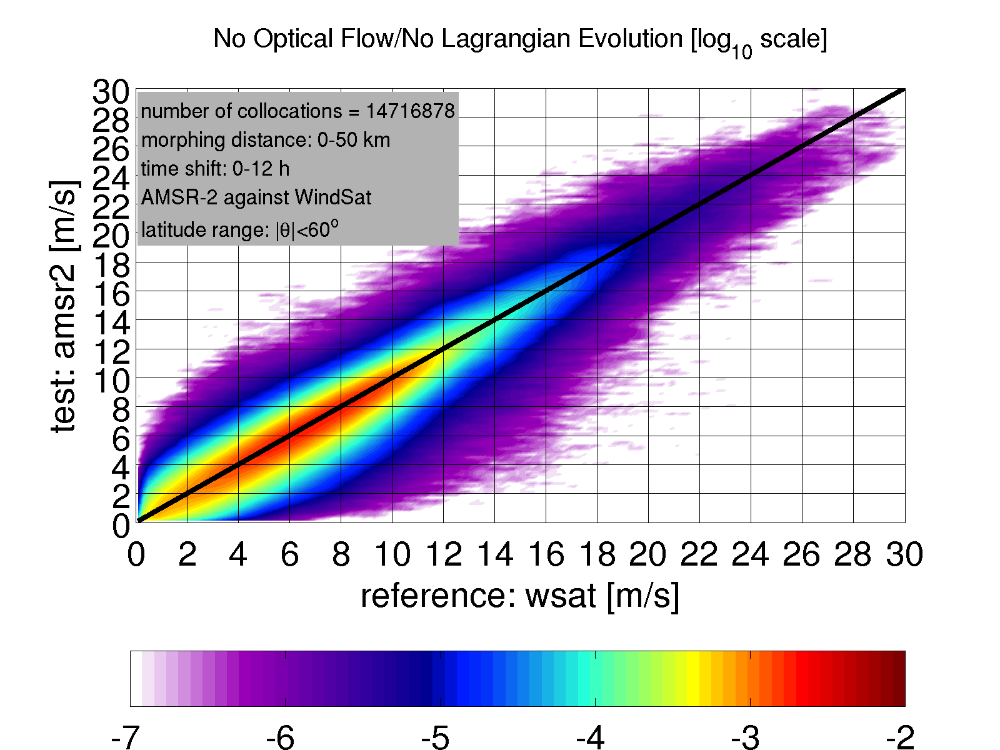 No Optical Flow/No Lagrangian Evolution [log10 scale]
number of collocations = 14716878
morphing distance: 0-50 km
time shift: 0-12 h
AMSR-2 against WindSat
latitude range: |θ|<60o
test: amsr2 [m/s]
30
28
26
24
22
20
18
16
14
12
10
8
6
4
2
0
0 2 4 6 8 10 12 14 16 18 20 22 24 26 28 30
reference: wsat [m/s]
-7 -6 -5 -4 -3 -2